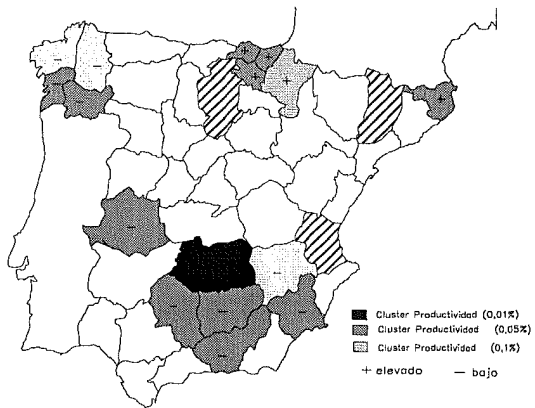 Cluster Productividad (0,01%)
Cluster Productividad (0,05%)
Cluster Productividad (0,1%)
+ elevado — bajo